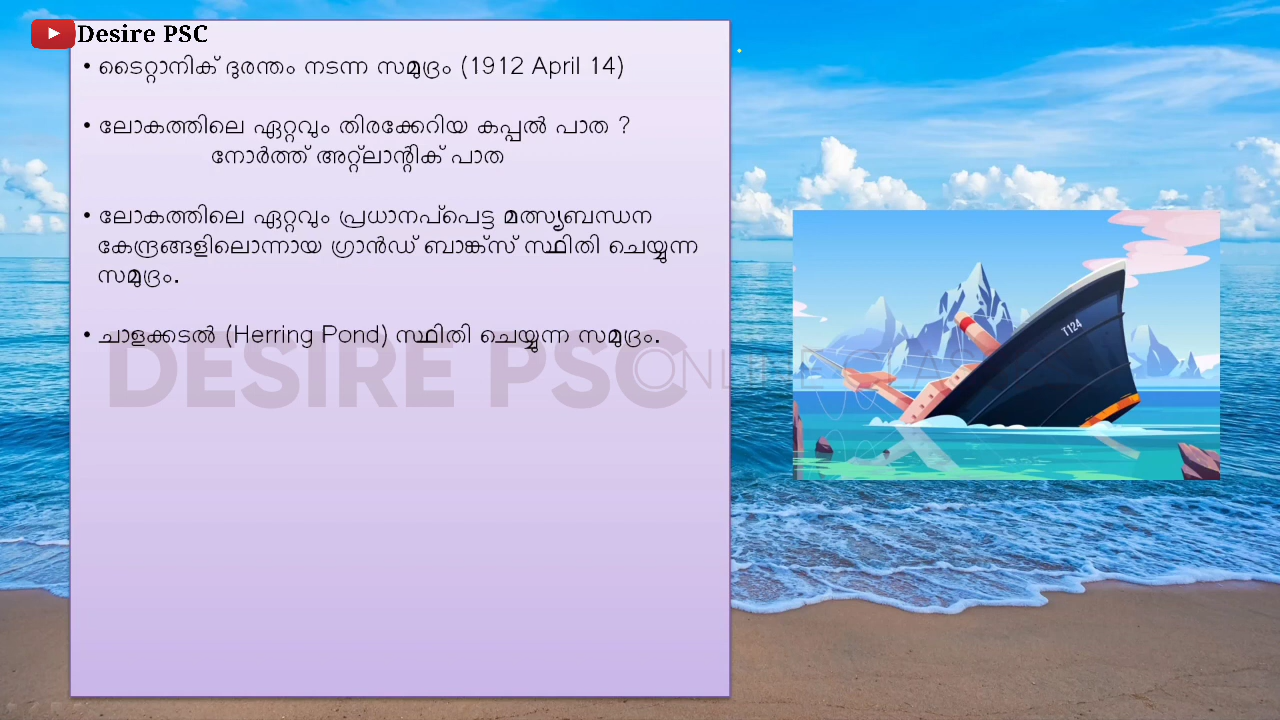 Desire PSC
• ടൈറ്റാനിക് ദുരന്തം നടന്ന സമുദ്രം (1912 April 14)
• ലോകത്തിലെ ഏറ്റവും തിരക്കേറിയ കപ്പൽ പാത ?
നോർത്ത് അറ്റ്ലാന്റിക് പാത
• ലോകത്തിലെ ഏറ്റവും പ്രധാനപ്പെട്ട മത്സ്യബന്ധന
കേന്ദ്രങ്ങളിലൊന്നായ ഗ്രാൻഡ് ബാങ്ക്സ് സ്ഥിതി ചെയ്യുന്ന
സമുദ്രം.
• ചാളക്കടൽ (Herring Pond) സ്ഥിതി ചെയ്യുന്ന സമുദ്രം.
DESIRE PSC
T124